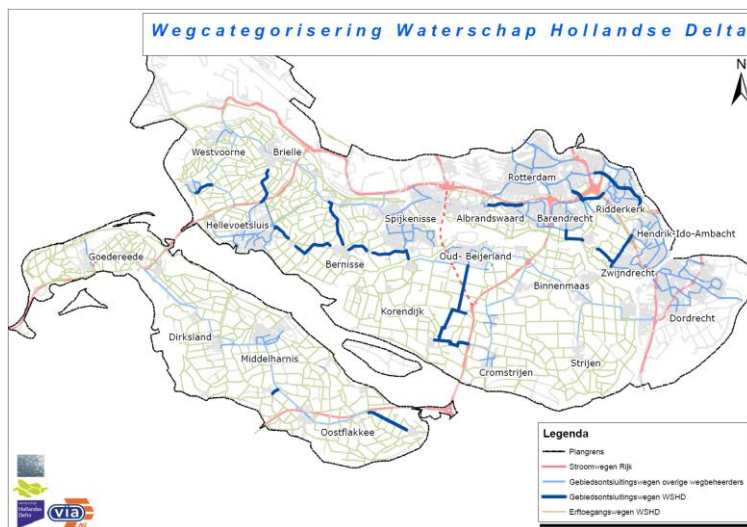 Wegcategorisering Waterschap Hollandse Delta
N
Westvoorne
Brielle
Rotterdam
Hellevoetsluis
Spijkenisse
Albrandswaard
Barendrecht
Ridderkerk
Hendrik-Ido-Ambacht
Goedereede
Bernisse
Oud- Beijerland
Zwijndrecht
Binnenmaas
Korendijk
Dordrecht
Dirksland
Middelharnis
Cromstrijen
Strijen
Oostflakkee
Legenda
Plangrens
Stroomwegen Rijk
Gebiedsontsluitingswegen overige wegbeheerders
Gebiedsontsluitingswegen WSHD
Erftoegangswegen WSHD
Hollandse
Delta
via
.NL